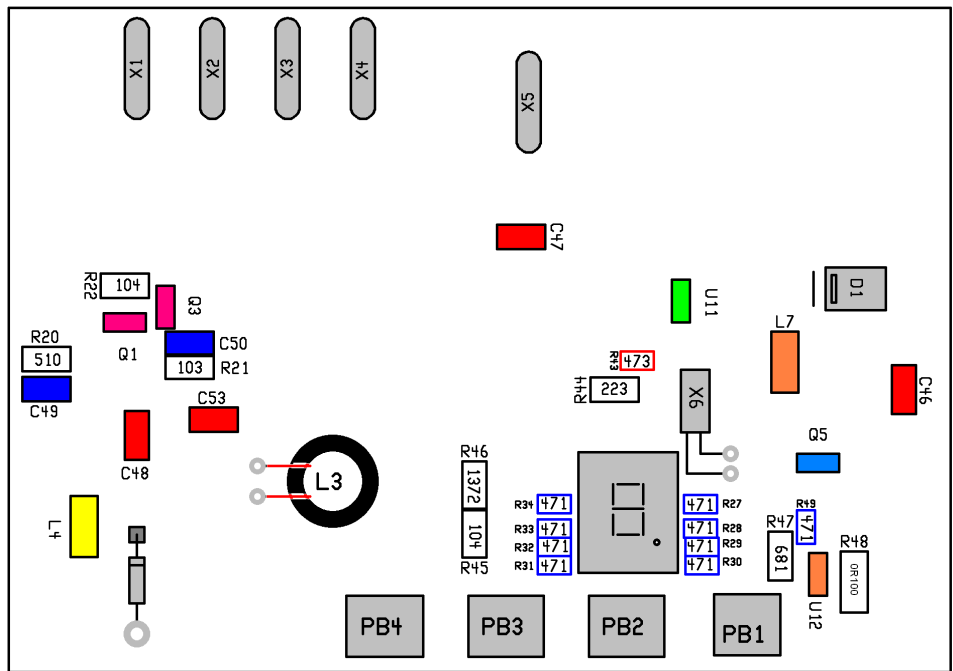 X1
X2
X3
X4
X5
C47
R22
104
Q3
Q1
R20
510
C49
C50
103
R21
C53
C48
U11
D1
L7
R43
473
R44
223
X6
C46
Q5
L3
L4
R46
1372
104
R45
R34
471
R33
471
R32
471
R31
471
471
R27
471
R28
471
R29
471
R30
R47
681
R49
471
R48
0R100
U12
PB4
PB3
PB2
PB1